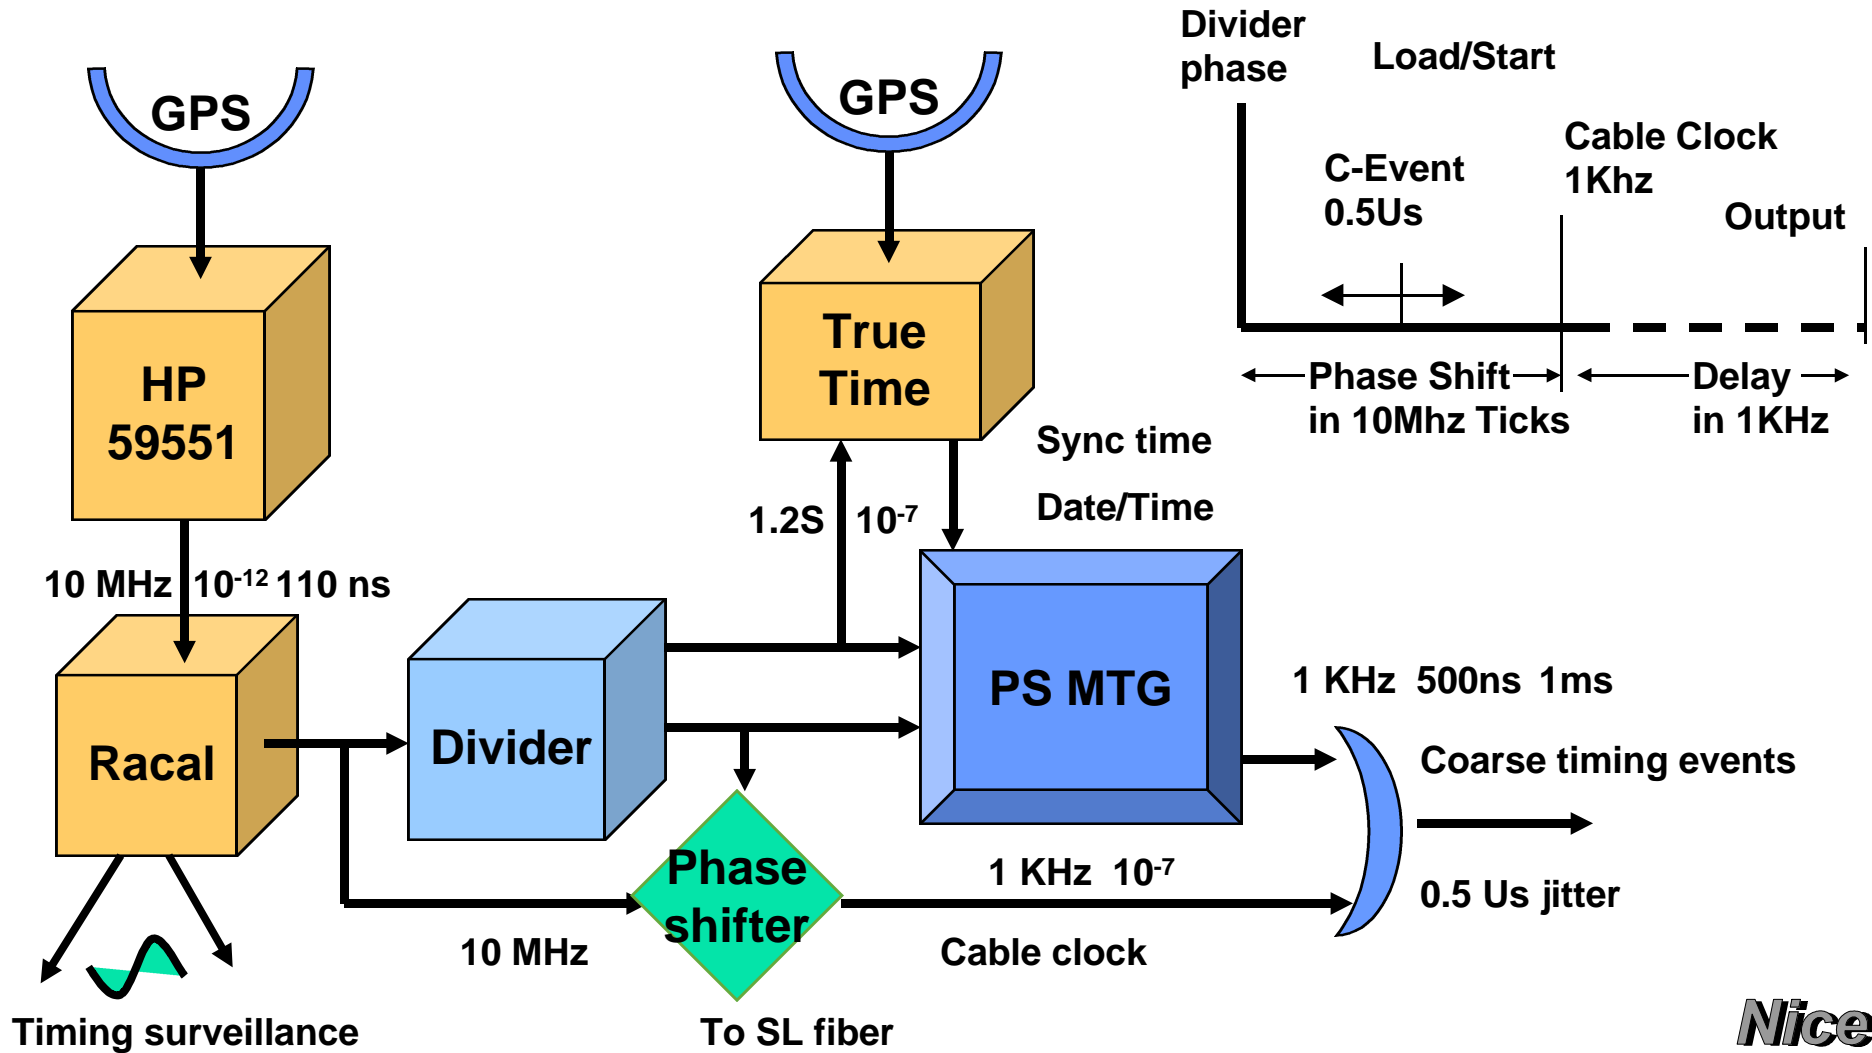 Divider
phase
Load/Start
GPS
GPS
Cable Clock
1Khz
C-Event
0.5Us
Output
True
Time
HP
59551
Phase Shift
in 10Mhz Ticks
Delay
in 1KHz
Sync time
Date/Time
1.2S 10⁻⁷
10 MHz 10⁻¹² 110 ns
PS MTG
1 KHz 500ns 1ms
Racal
Divider
Coarse timing events
Phase
shifter
1 KHz 10⁻⁷
0.5 Us jitter
10 MHz
Cable clock
Timing surveillance
To SL fiber
Nice